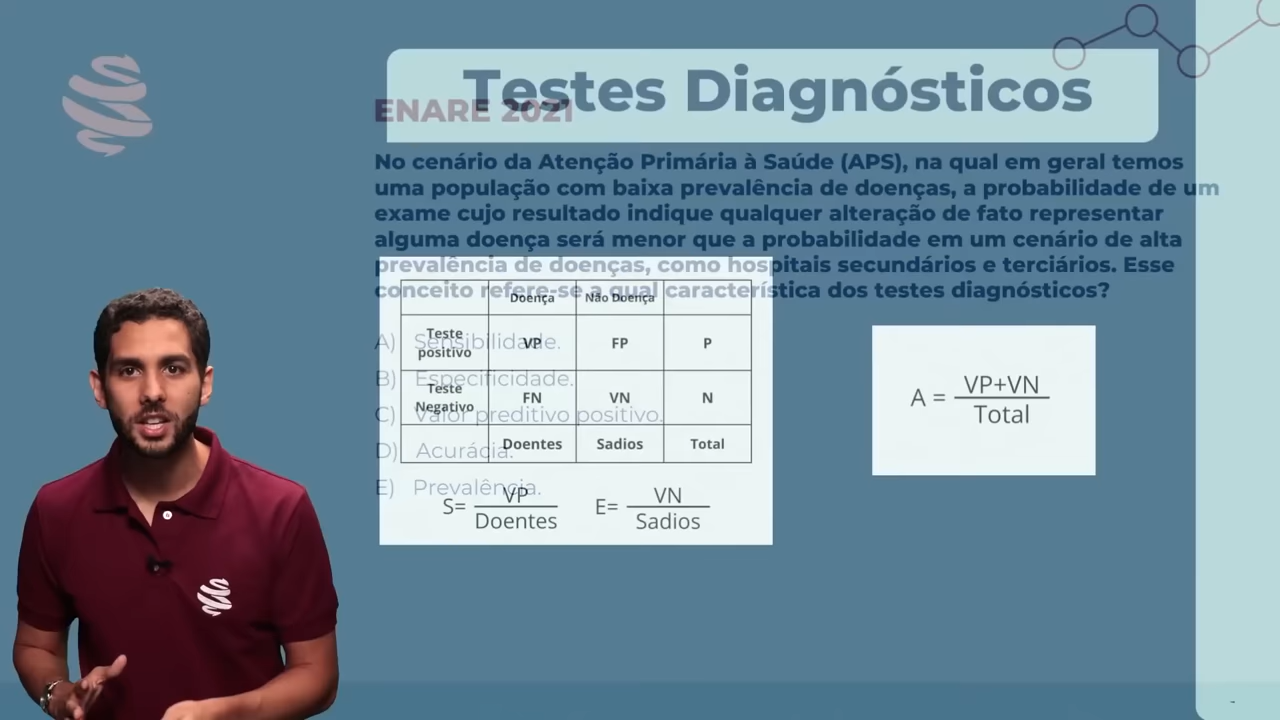 Testes Diagnósticos
ENARE 2021
No cenário da Atenção Primária à Saúde (APS), na qual em geral temos
uma população com baixa prevalência de doenças, a probabilidade de um
exame cujo resultado indique qualquer alteração de fato representar
alguma doença será menor que a probabilidade em um cenário de alta
prevalência de doenças, como hospitais secundários e terciários. Esse
conceito refere-se a qual característica dos testes diagnósticos?
A) Sensibilidade.
B) Especificidade.
C) Valor preditivo positivo.
D) Acurácia.
E) Prevalência.
Doença Não Doença
Teste positivo VP FP P
Teste Negativo FN VN N
Doentes Sadios Total
S= VP
Doentes
E= VN
Sadios
A = VP+VN
Total